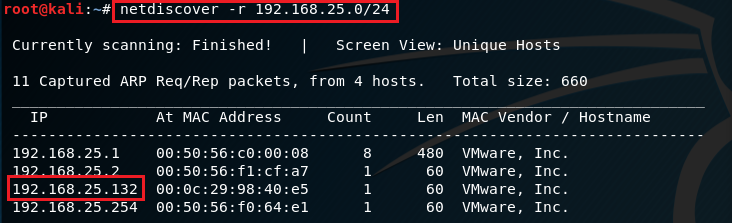 root@kali:~# netdiscover -r 192.168.25.0/24
Currently scanning: Finished!   |   Screen View: Unique Hosts
11 Captured ARP Req/Rep packets, from 4 hosts.   Total size: 660
_____________________________________________________________________________
IP            At MAC Address     Count     Len  MAC Vendor / Hostname
-----------------------------------------------------------------------------
192.168.25.1    00:50:56:c0:00:08      8     480  VMware, Inc.
192.168.25.2    00:50:56:f1:cf:a7      1      60  VMware, Inc.
192.168.25.132  00:0c:29:98:40:e5      1      60  VMware, Inc.
192.168.25.254  00:50:56:f0:64:e1      1      60  VMware, Inc.